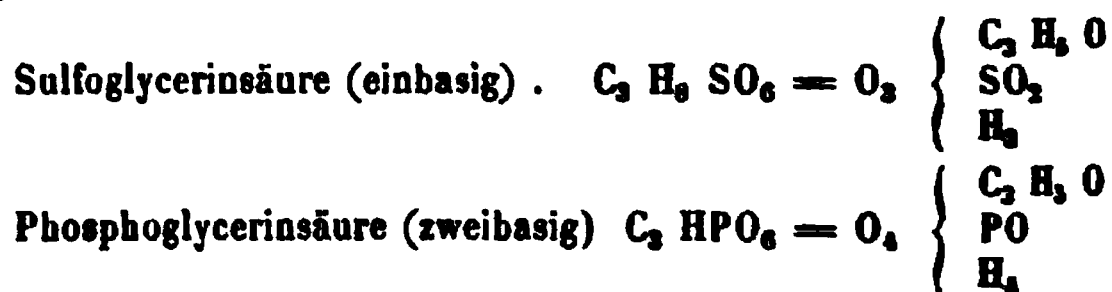 C₃ H₅ O
Sulfoglycerinsäure (einbasig) . C₃ H₈ SO₆ = O₃ { SO₂
H₃
C₃ H₅ O
Phosphoglycerinsäure (zweibasig) C₃ HPO₆ = O₄ { PO
H₄